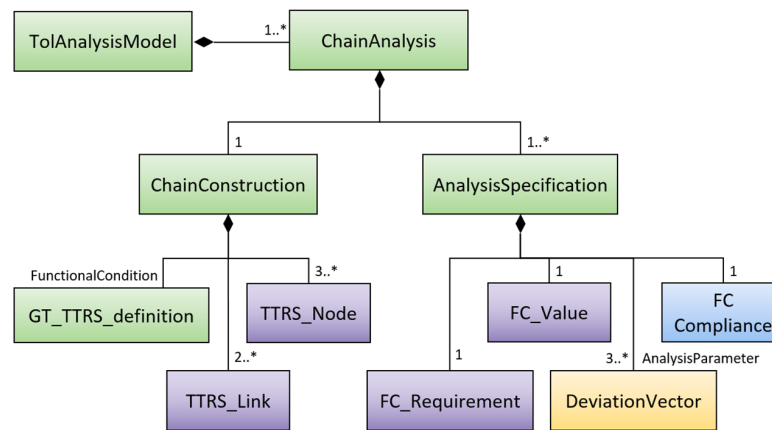 TolAnalysisModel
1..*
ChainAnalysis
1
1..*
ChainConstruction
AnalysisSpecification
FunctionalCondition
3..*
1
1
GT_TTRS_definition
TTRS_Node
FC_Value
FC
Compliance
2..*
1
3..*
AnalysisParameter
TTRS_Link
FC_Requirement
DeviationVector